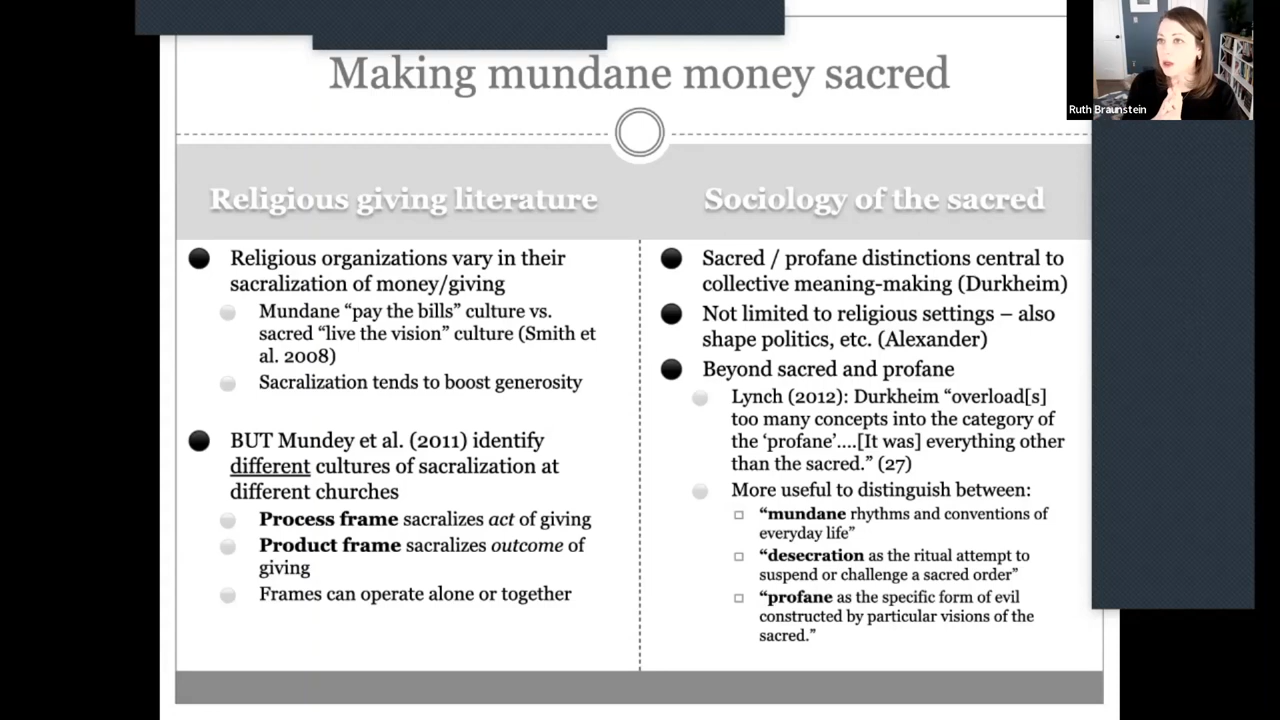 Making mundane money sacred
Ruth Braunstein
Religious giving literature
Religious organizations vary in their
sacralization of money/giving
Mundane “pay the bills” culture vs.
sacred “live the vision” culture (Smith et
al. 2008)
Sacralization tends to boost generosity
BUT Mundey et al. (2011) identify
different cultures of sacralization at
different churches
Process frame sacralizes act of giving
Product frame sacralizes outcome of
giving
Frames can operate alone or together
Sociology of the sacred
Sacred / profane distinctions central to
collective meaning-making (Durkheim)
Not limited to religious settings – also
shape politics, etc. (Alexander)
Beyond sacred and profane
Lynch (2012): Durkheim “overload[s]
too many concepts into the category of
the ‘profane’....[It was] everything other
than the sacred.” (27)
More useful to distinguish between:
“mundane rhythms and conventions of
everyday life”
“desecration as the ritual attempt to
suspend or challenge a sacred order”
“profane as the specific form of evil
constructed by particular visions of the
sacred.”